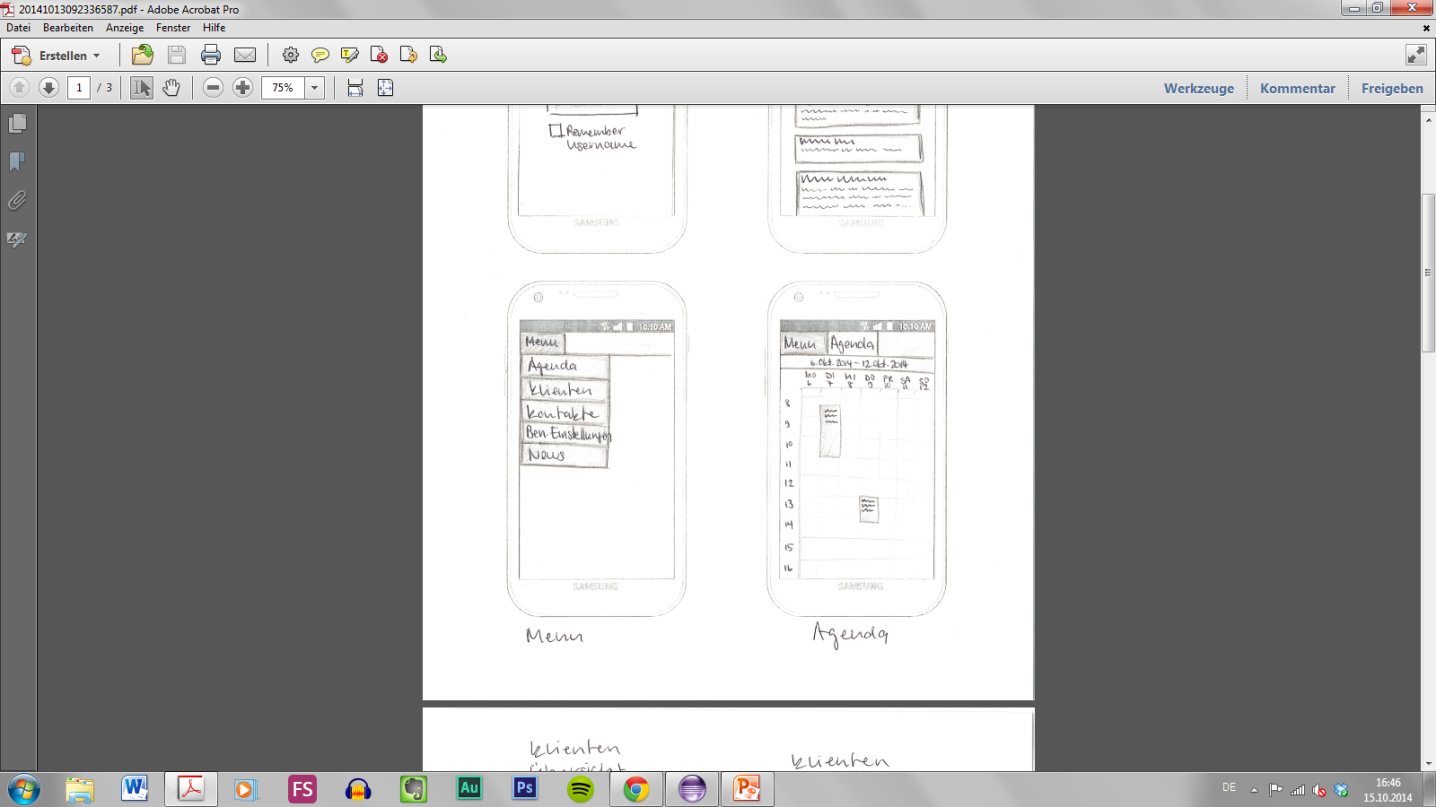 20141013092336587.pdf - Adobe Acrobat Pro
Datei Bearbeiten Anzeige Fenster Hilfe
Erstellen
1 / 3 75% Werkzeuge Kommentar Freigeben
Remember
Username
SAMSUNG
SAMSUNG
10:10 AM
Menu
Agenda
Klienten
Kontakte
Ben. Einstellungen
News
SAMSUNG
Menu
10:10 AM
Menu Agenda
6. Okt. 2014 - 12. Okt. 2014
MO DI MI DO FR SA SO
6 7 8 9 10 11 12
8
9
10
11
12
13
14
15
16
SAMSUNG
Agenda
Klienten
Übersicht
Klienten
FS
Au
Ps
DE
16:46
15.10.2014